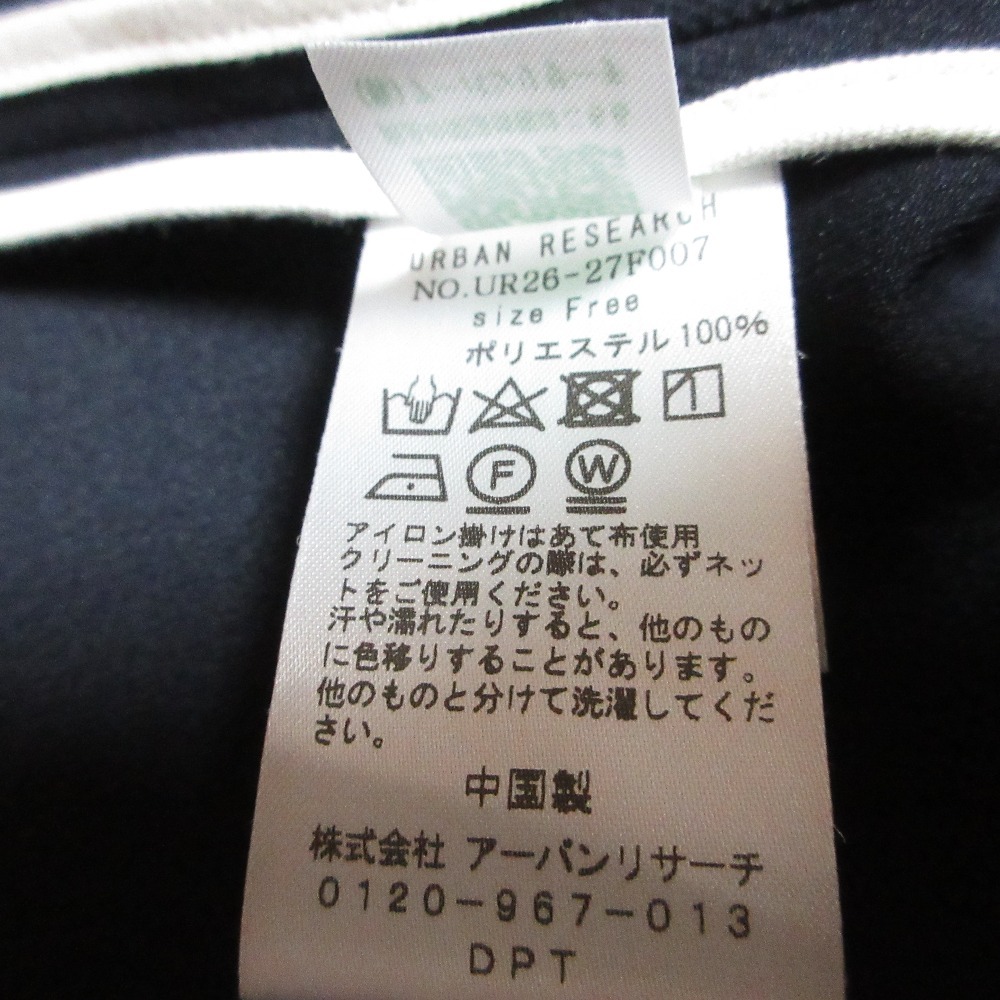 URBAN RESEARCH
NO.UR26-27F007
size Free
ポリエステル100%
F W
アイロン掛けはあて布使用
クリーニングの際は、必ずネッ
トをご使用ください。
汗や濡れたりすると、他のもの
に色移りすることがあります。
他のものと分けて洗濯してくだ
さい。
中国製
株式会社 アーバンリサーチ
0120-967-013
DPT